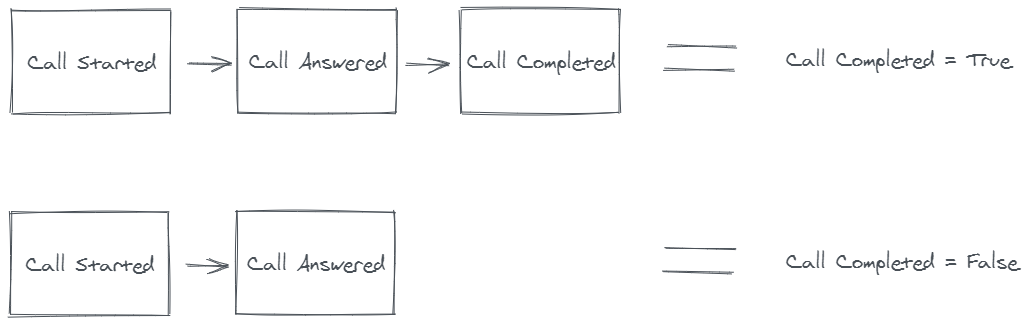 Call Started
Call Answered
Call Completed
Call Completed = True
Call Started
Call Answered
Call Completed = False